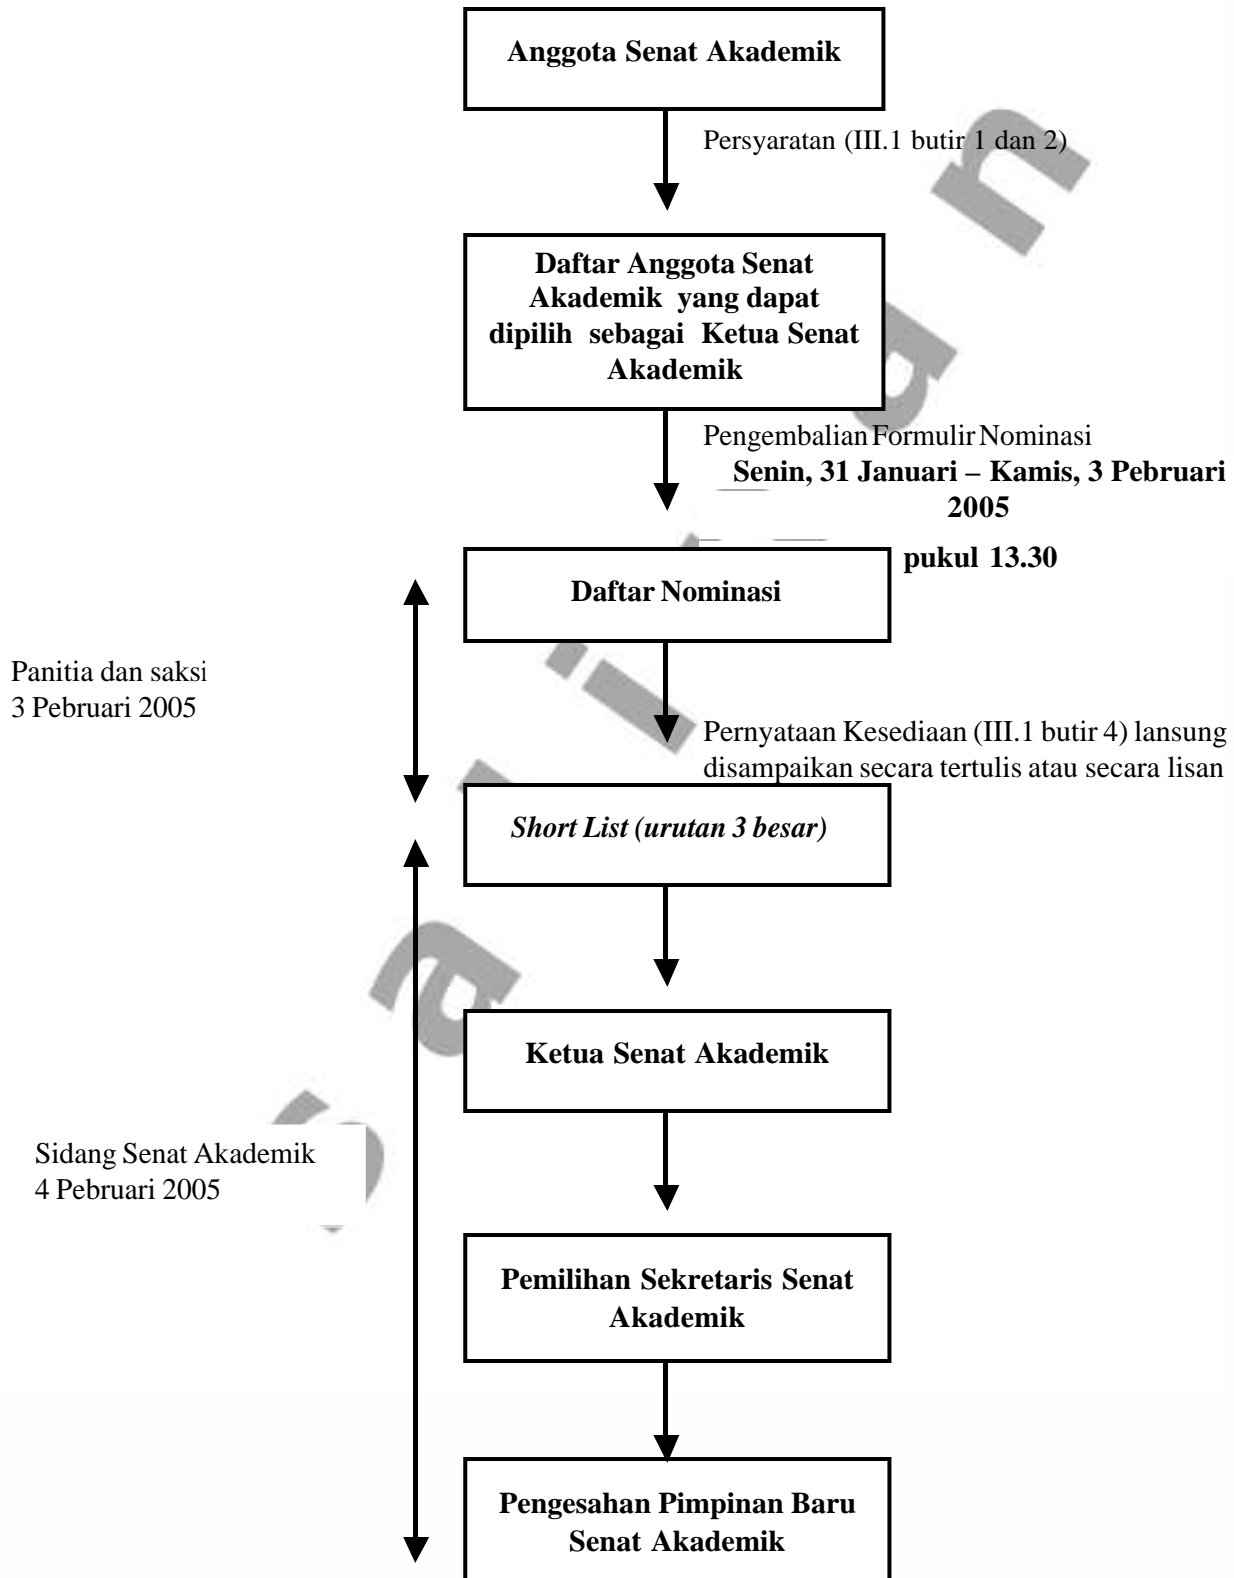 Anggota Senat Akademik
Persyaratan (III.1 butir 1 dan 2)
Daftar Anggota Senat
Akademik yang dapat
dipilih sebagai Ketua Senat
Akademik
Pengembalian Formulir Nominasi
Senin, 31 Januari – Kamis, 3 Pebruari
2005
pukul 13.30
Daftar Nominasi
Panitia dan saksi
3 Pebruari 2005
Pernyataan Kesediaan (III.1 butir 4) lansung
disampaikan secara tertulis atau secara lisan
Short List (urutan 3 besar)
Ketua Senat Akademik
Sidang Senat Akademik
4 Pebruari 2005
Pemilihan Sekretaris Senat
Akademik
Pengesahan Pimpinan Baru
Senat Akademik
Salinan